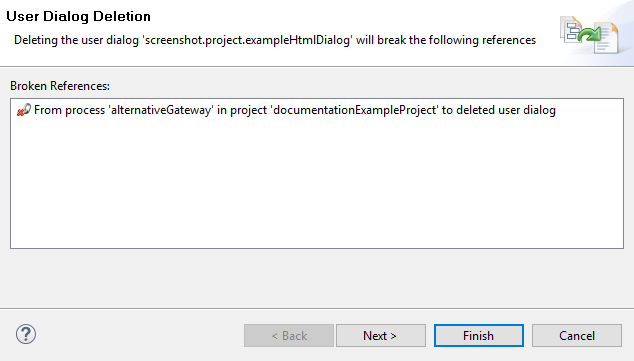 User Dialog Deletion
Deleting the user dialog 'screenshot.project.exampleHtmlDialog' will break the following references
Broken References:
From process 'alternativeGateway' in project 'documentationExampleProject' to deleted user dialog
? < Back Next > Finish Cancel